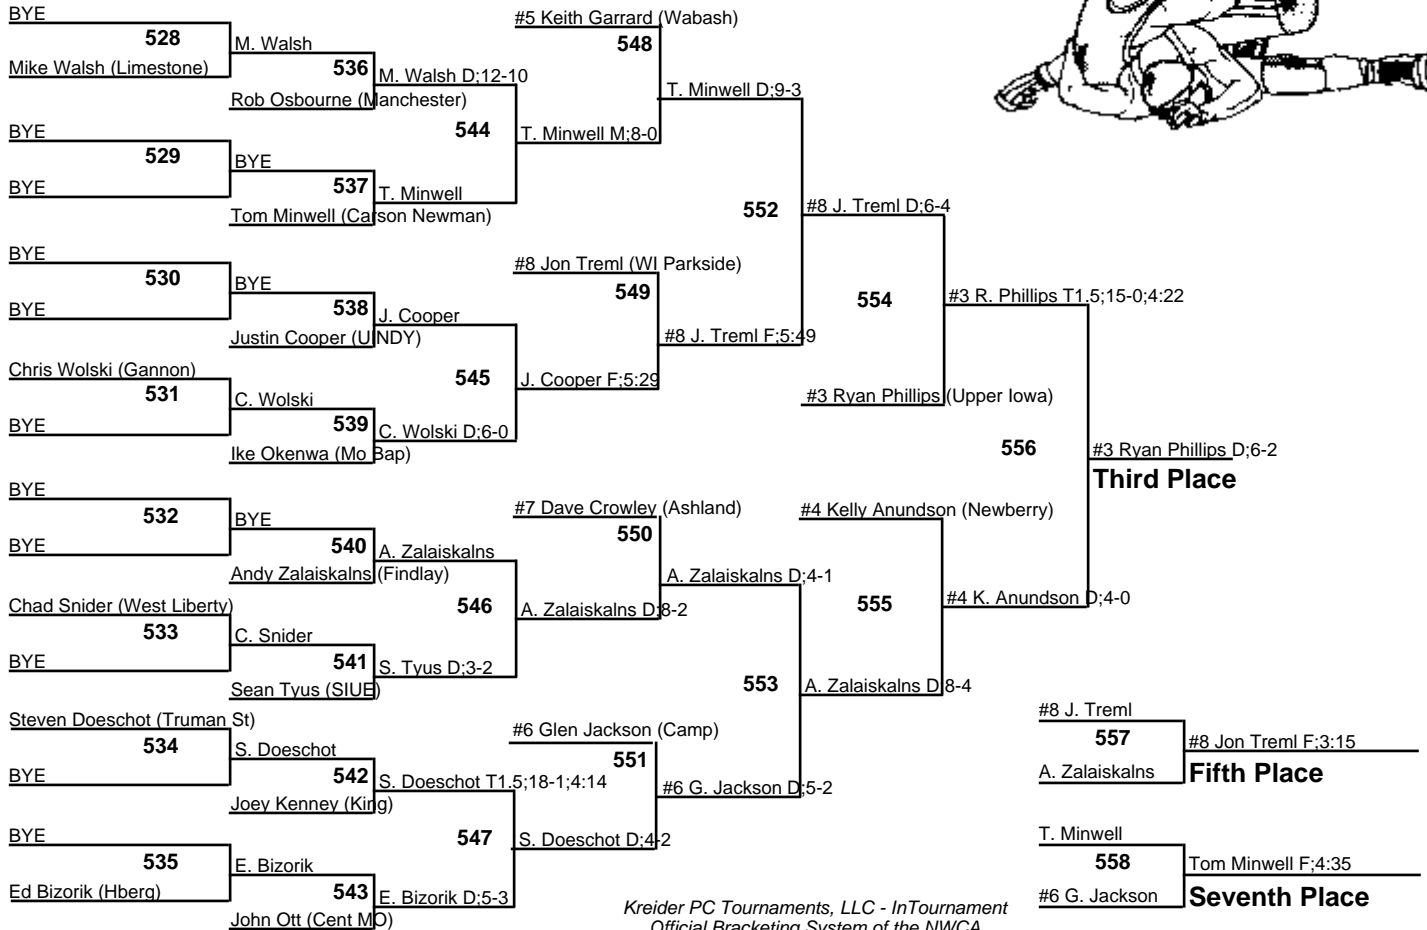 BYE
528
Mike Walsh (Limestone)
M. Walsh
536
Rob Osbourne (Manchester)
M. Walsh D;12-10
BYE
529
BYE
BYE
537
Tom Minwell (Carson Newman)
T. Minwell
544
T. Minwell M;8-0
#5 Keith Garrard (Wabash)
548
T. Minwell D;9-3
BYE
530
BYE
BYE
538
Justin Cooper (UINDY)
J. Cooper
Chris Wolski (Gannon)
531
BYE
C. Wolski
539
Ike Okenwa (Mo Bap)
C. Wolski D;6-0
545
J. Cooper F;5:29
#8 Jon Treml (WI Parkside)
549
#8 J. Treml F;5:49
552
#8 J. Treml D;6-4
554
#3 Ryan Phillips (Upper Iowa)
#3 R. Phillips T1.5;15-0;4:22
BYE
532
BYE
BYE
540
Andy Zalaiskalns (Findlay)
A. Zalaiskalns
Chad Snider (West Liberty)
533
BYE
C. Snider
541
Sean Tyus (SIUE)
S. Tyus D;3-2
546
A. Zalaiskalns D;8-2
#7 Dave Crowley (Ashland)
550
A. Zalaiskalns D;4-1
Steven Doeschot (Truman St)
534
BYE
S. Doeschot
542
Joey Kenney (King)
S. Doeschot T1.5;18-1;4:14
BYE
535
Ed Bizorik (Hberg)
E. Bizorik
543
John Ott (Cent MO)
E. Bizorik D;5-3
547
S. Doeschot D;4-2
#6 Glen Jackson (Camp)
551
#6 G. Jackson D;5-2
553
A. Zalaiskalns D;8-4
#4 Kelly Anundson (Newberry)
555
#4 K. Anundson D;4-0
556
#3 Ryan Phillips D;6-2
Third Place
#8 J. Treml
557
A. Zalaiskalns
#8 Jon Treml F;3:15
Fifth Place
T. Minwell
558
#6 G. Jackson
Tom Minwell F;4:35
Seventh Place
Kreider PC Tournaments, LLC - InTournament
Official Bracketing System of the NWCA